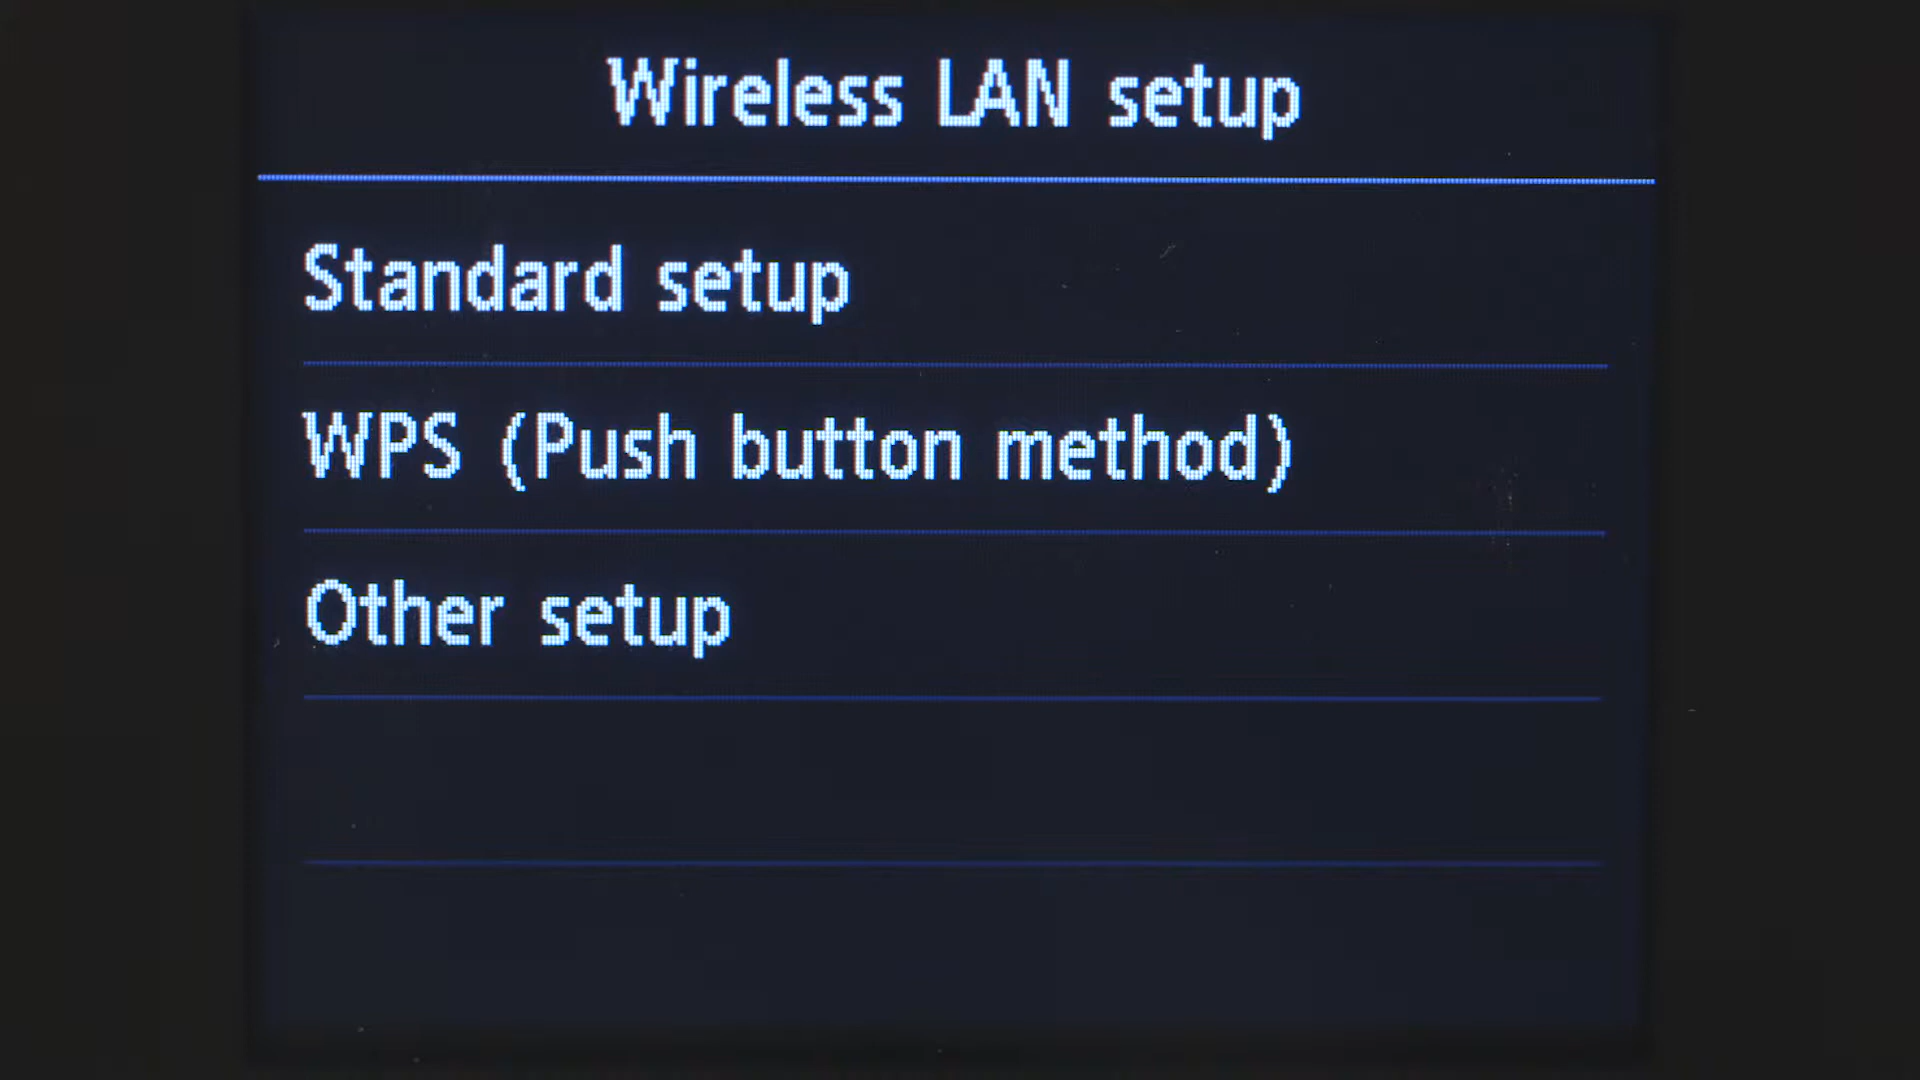 Wireless LAN setup
Standard setup
WPS (Push button method)
Other setup